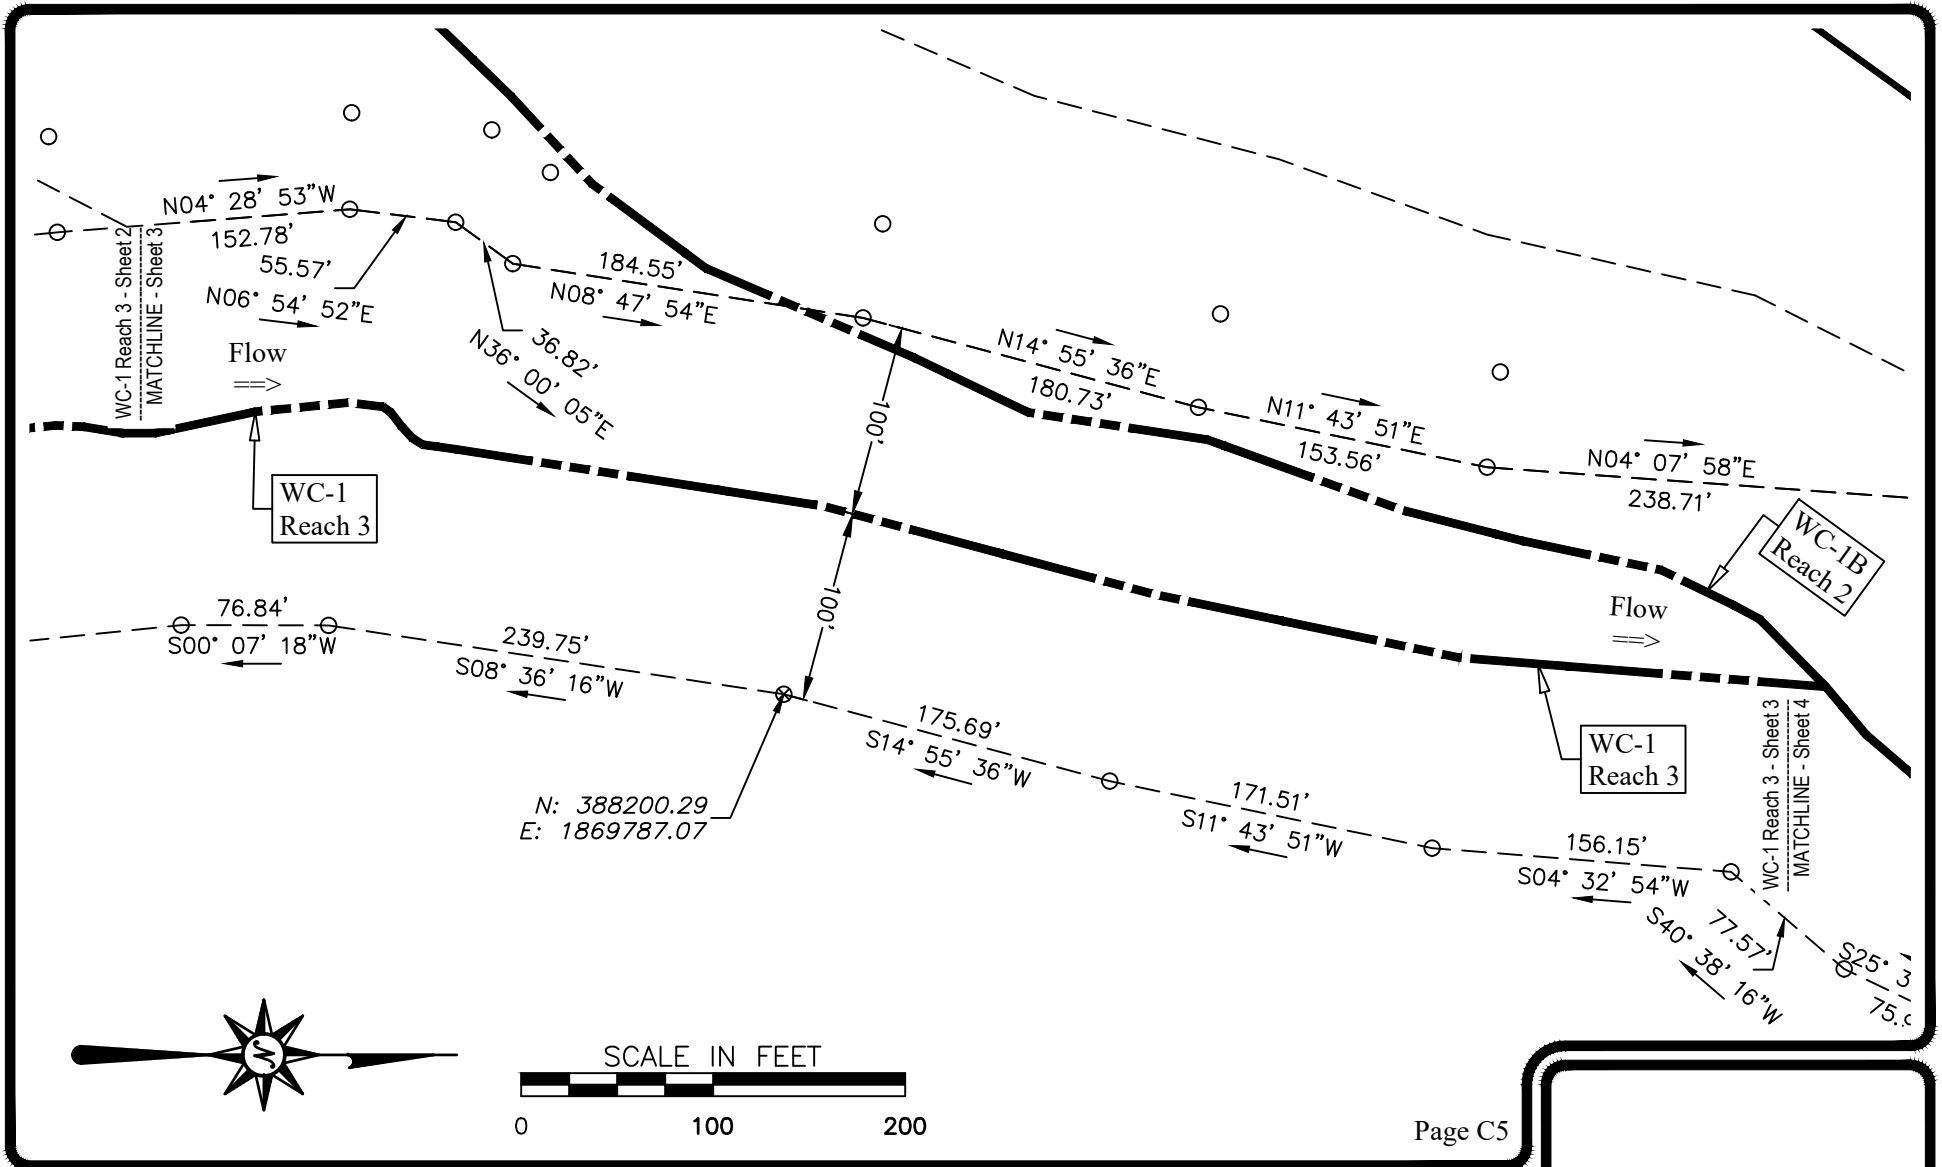 N04° 28' 53"W
152.78'
55.57'
N06° 54' 52"E
184.55'
N08° 47' 54"E
36.82'
N36° 00' 05"E
WC-1 Reach 3 - Sheet 2
MATCHLINE - Sheet 3
Flow
==>
WC-1
Reach 3
100'
100'
N14° 55' 36"E
180.73'
N11° 43' 51"E
153.56'
N04° 07' 58"E
238.71'
WC-1B
Reach 2
Flow
==>
76.84'
S00° 07' 18"W
239.75'
S08° 36' 16"W
175.69'
S14° 55' 36"W
N: 388200.29
E: 1869787.07
171.51'
S11° 43' 51"W
WC-1
Reach 3
WC-1 Reach 3 - Sheet 3
MATCHLINE - Sheet 4
156.15'
S04° 32' 54"W
77.57'
S40° 38' 16"W
S25° 3
75.9
N
SCALE IN FEET
0 100 200
Page C5